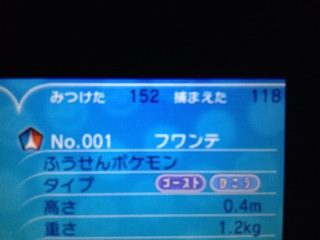 みつけた 152 捕まえた 118
No.001 フワンテ
ふうせんポケモン
タイプ ゴースト ひこう
高さ 0.4m
重さ 1.2kg